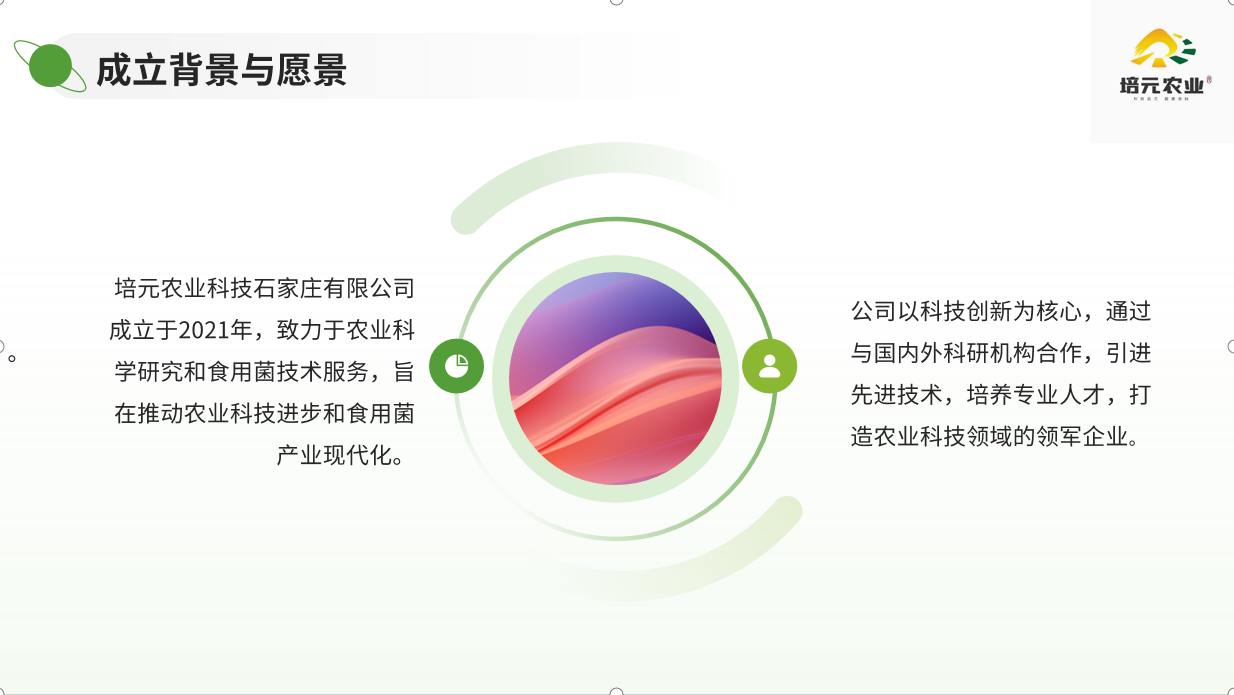 成立背景与愿景
培元农业
培元农业科技石家庄有限公司
成立于2021年，致力于农业科
学研究和食用菌技术服务，旨
在推动农业科技进步和食用菌
产业现代化。
公司以科技创新为核心，通过
与国内外科研机构合作，引进
先进技术，培养专业人才，打
造农业科技领域的领军企业。
。